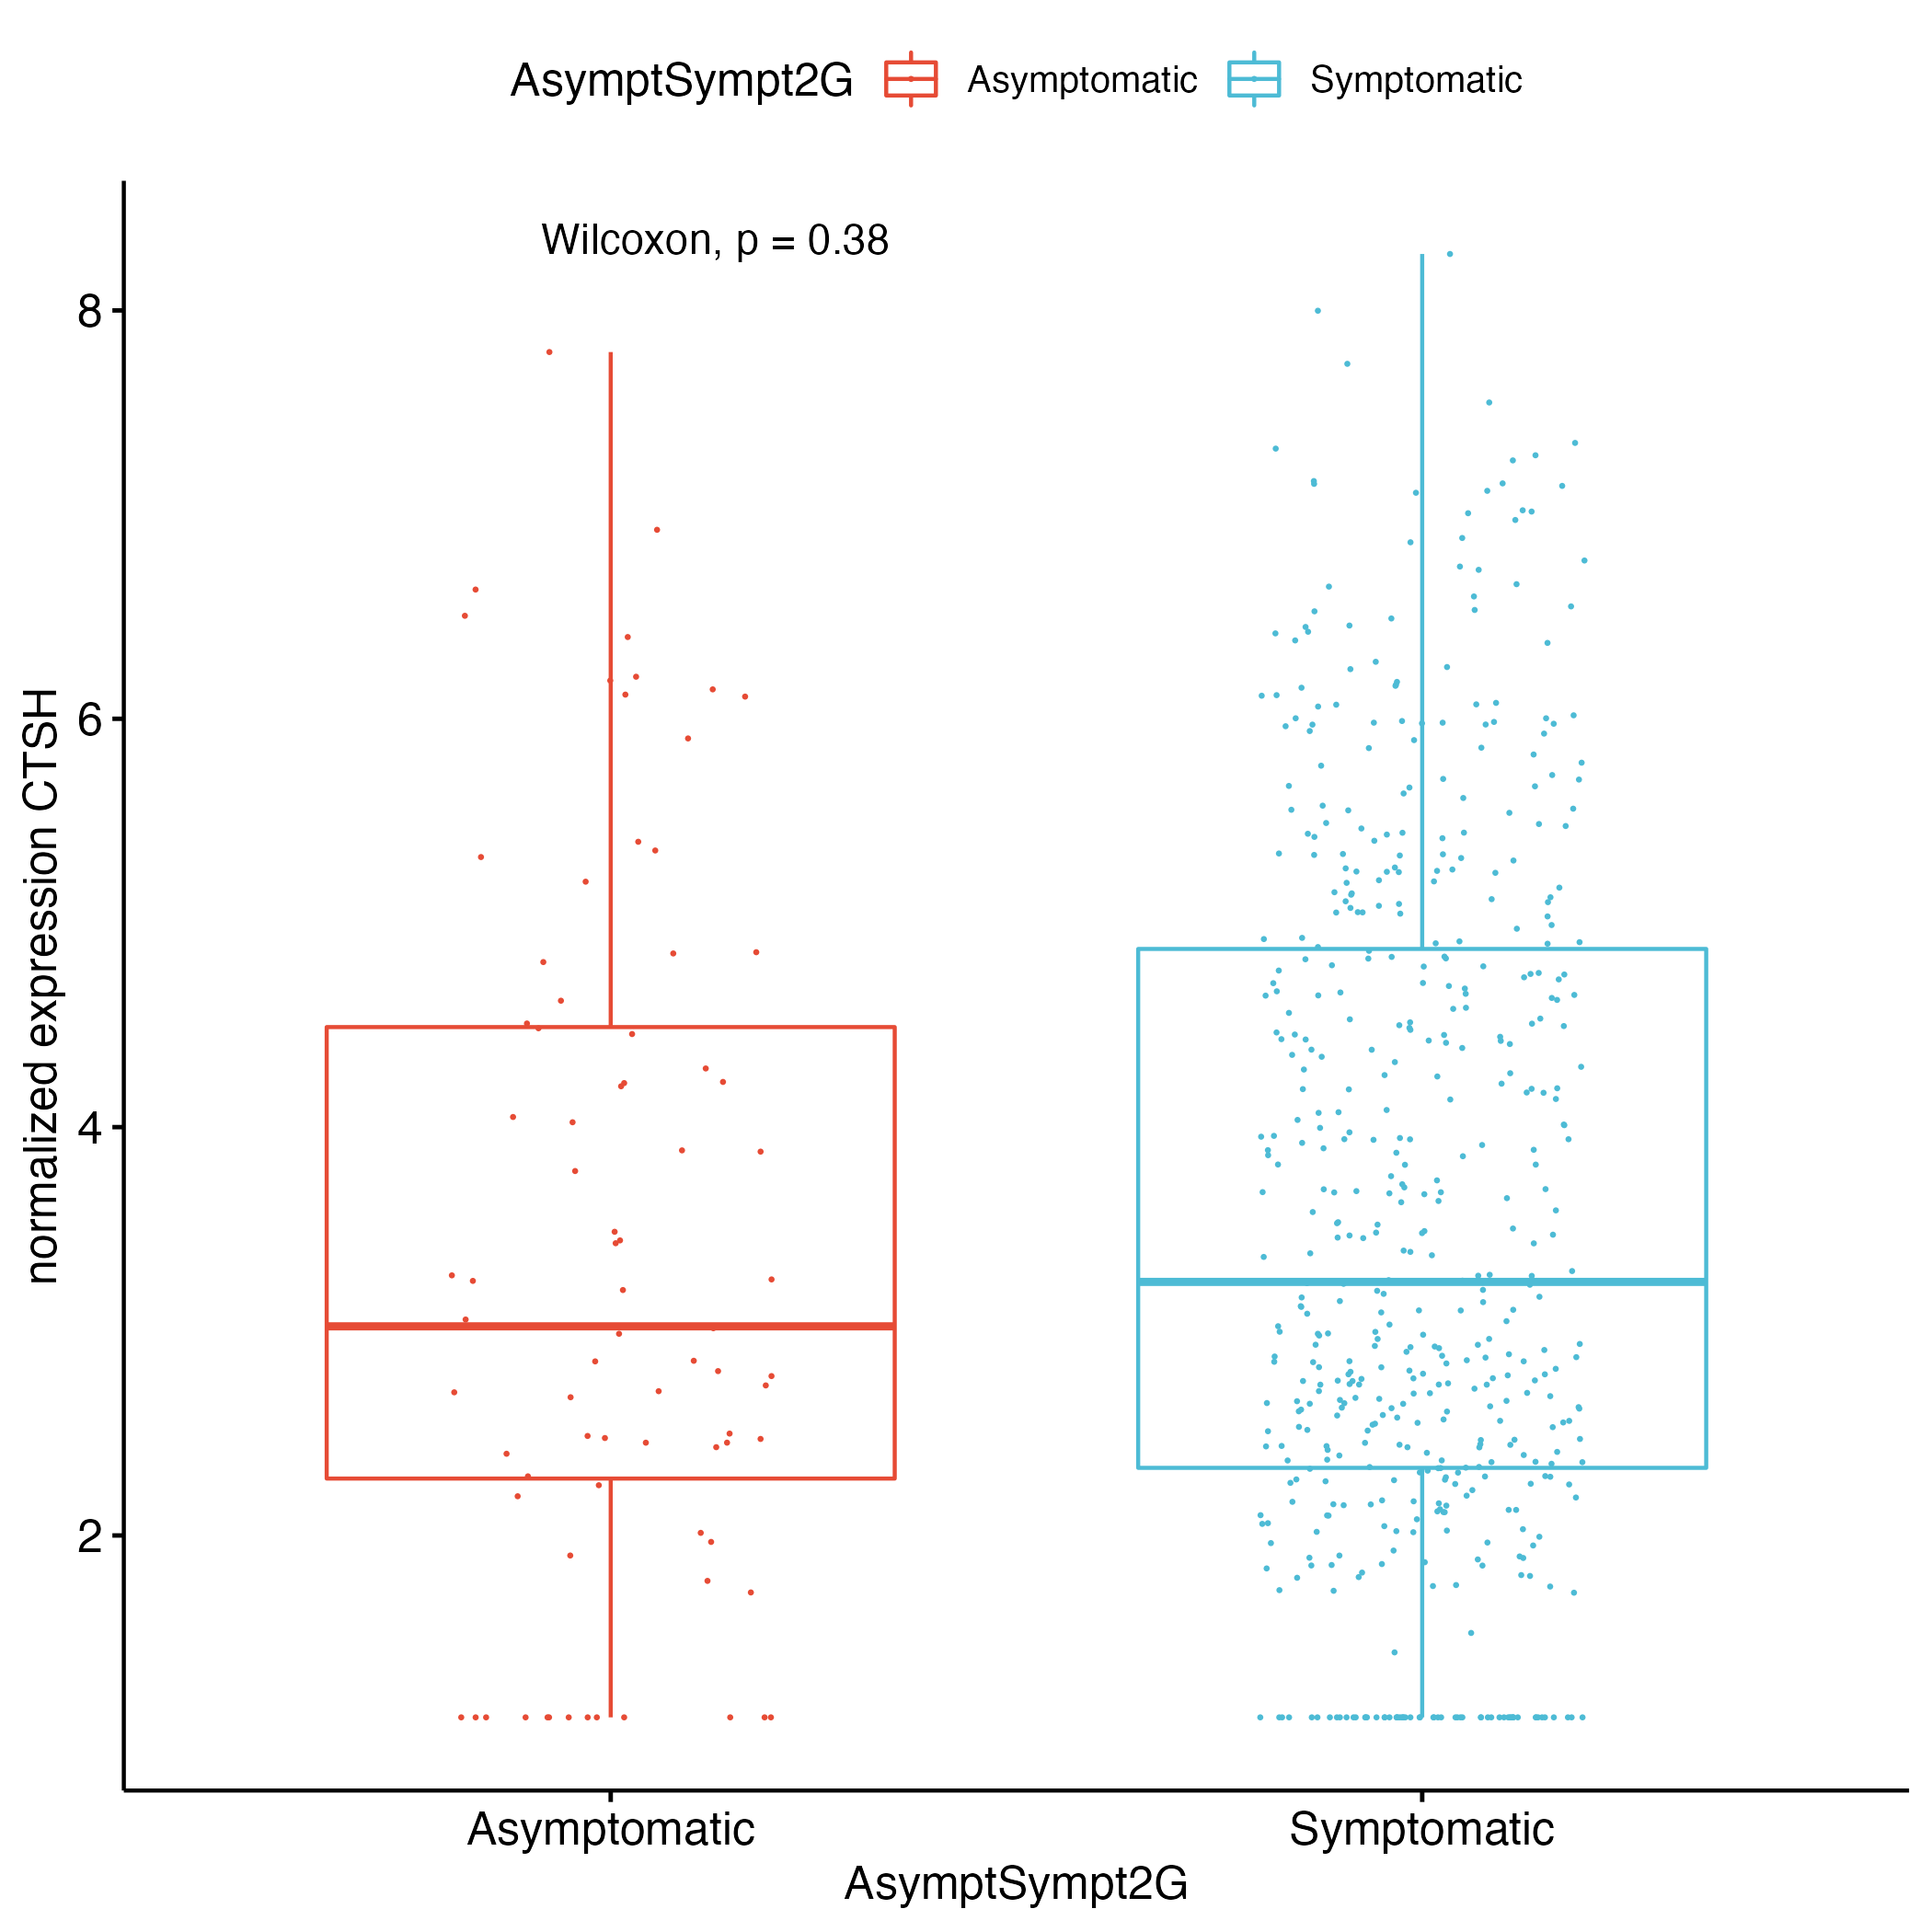 AsymptSympt2G Asymptomatic Symptomatic
Wilcoxon, p = 0.38
normalized expression CTSH
8
6
4
2
Asymptomatic Symptomatic
AsymptSympt2G